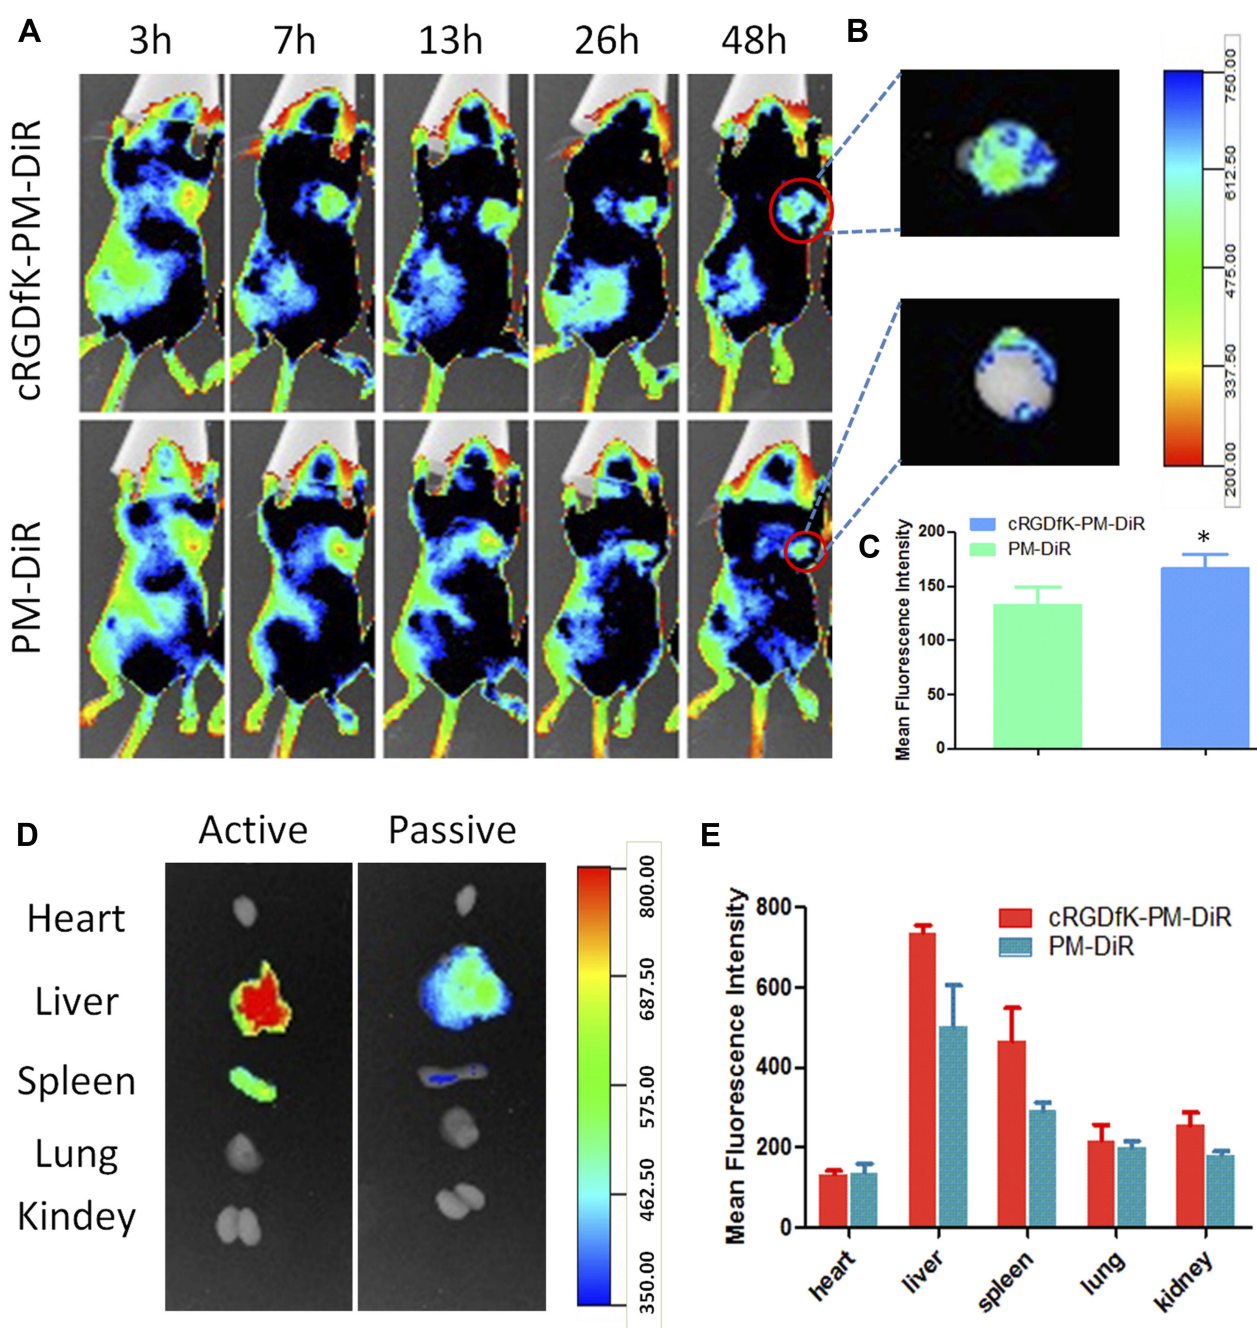 A
3h
7h
13h
26h
48h
B
cRGDfK-PM-DiR
PM-DiR
750.00
612.50
475.00
337.50
200.00
C
cRGDfK-PM-DiR
PM-DiR
*
Mean Fluorescence Intensity
200
150
100
50
0
D
Active
Passive
Heart
Liver
Spleen
Lung
Kindey
800.00
687.50
575.00
462.50
350.00
E
cRGDfK-PM-DiR
PM-DiR
Mean Fluorescence Intensity
800
600
400
200
0
heart
liver
spleen
lung
kidney